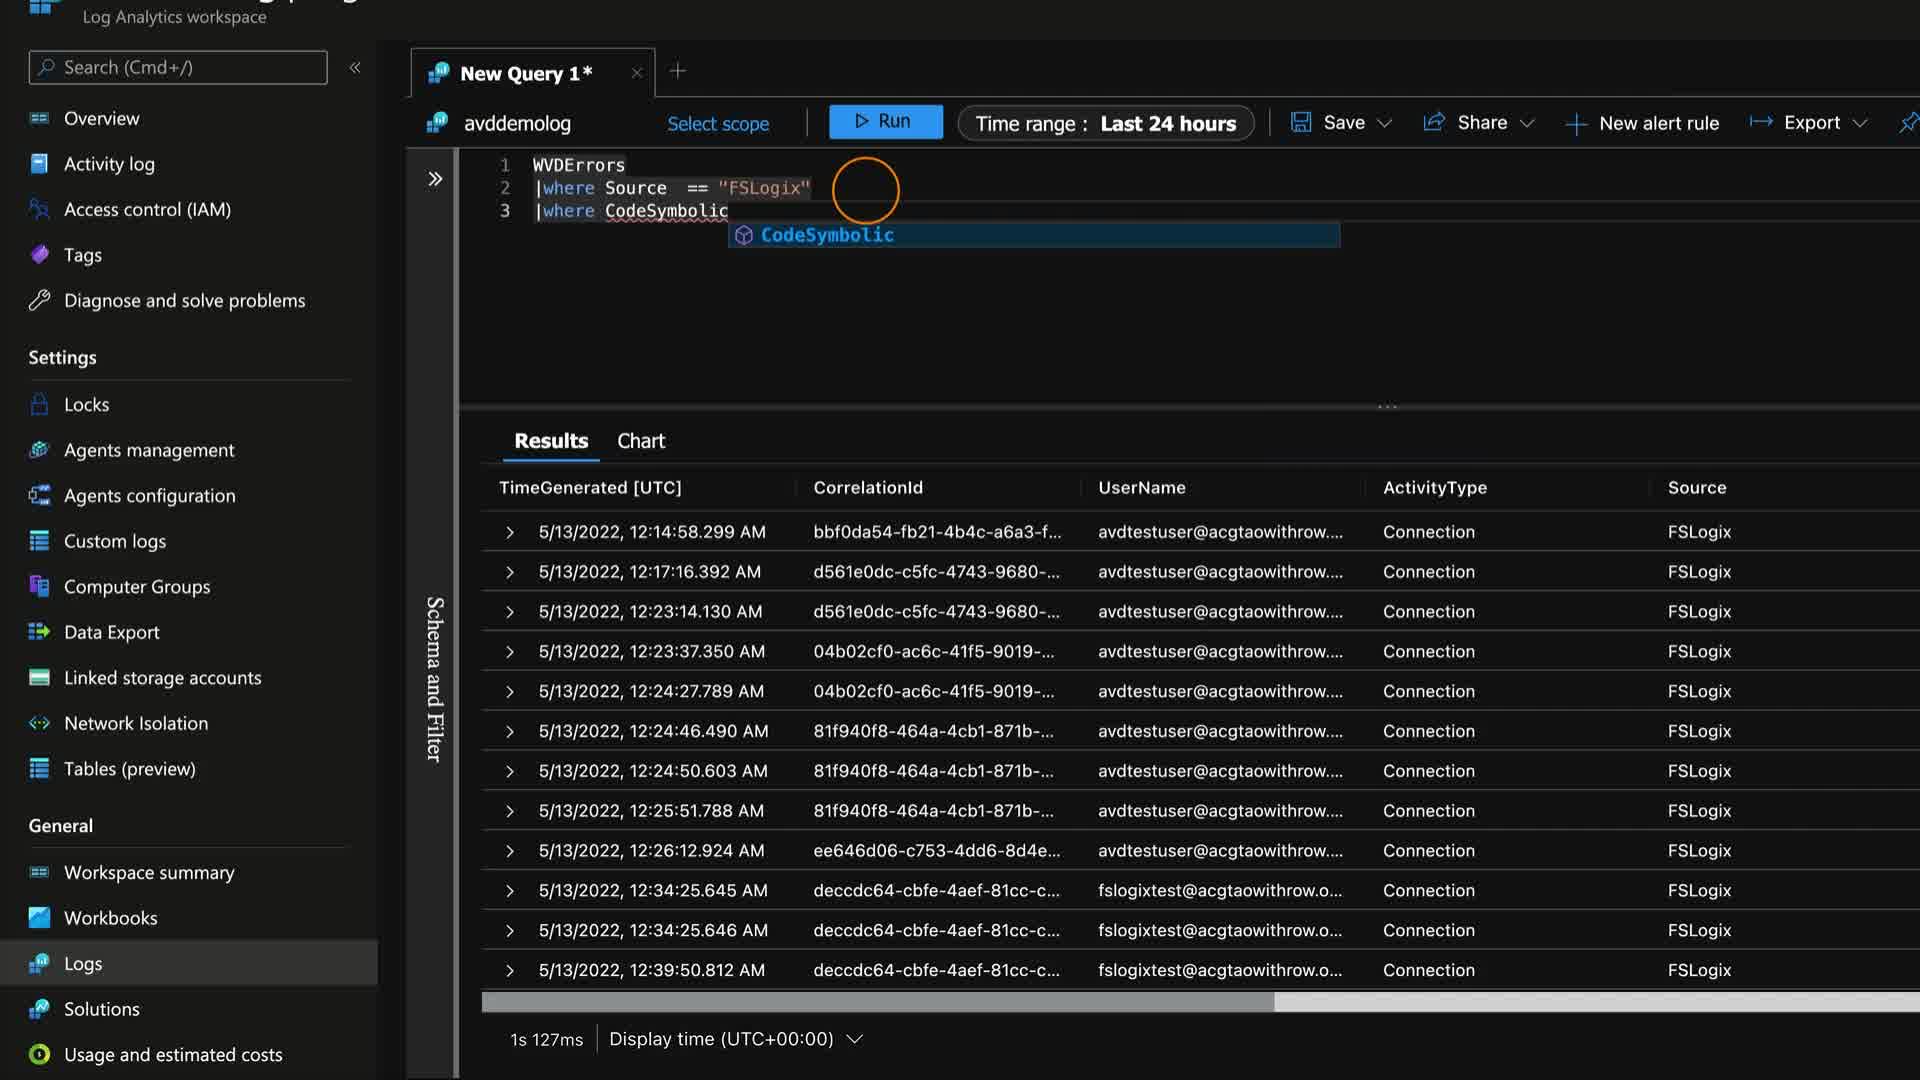 Log Analytics workspace
Search (Cmd+/)
«
Overview
Activity log
Access control (IAM)
Tags
Diagnose and solve problems
Settings
Locks
Agents management
Agents configuration
Custom logs
Computer Groups
Data Export
Linked storage accounts
Network Isolation
Tables (preview)
General
Workspace summary
Workbooks
Logs
Solutions
Usage and estimated costs
New Query 1*
avddemolog Select scope Run Time range : Last 24 hours Save Share New alert rule Export
1 WVDErrors
2 |where Source == "FSLogix"
3 |where CodeSymbolic
CodeSymbolic
Schema and Filter
Results Chart
TimeGenerated [UTC] CorrelationId UserName ActivityType Source
5/13/2022, 12:14:58.299 AM bbf0da54-fb21-4b4c-a6a3-f... avdtestuser@acgtaowithrow.... Connection FSLogix
5/13/2022, 12:17:16.392 AM d561e0dc-c5fc-4743-9680-... avdtestuser@acgtaowithrow.... Connection FSLogix
5/13/2022, 12:23:14.130 AM d561e0dc-c5fc-4743-9680-... avdtestuser@acgtaowithrow.... Connection FSLogix
5/13/2022, 12:23:37.350 AM 04b02cf0-ac6c-41f5-9019-... avdtestuser@acgtaowithrow.... Connection FSLogix
5/13/2022, 12:24:27.789 AM 04b02cf0-ac6c-41f5-9019-... avdtestuser@acgtaowithrow.... Connection FSLogix
5/13/2022, 12:24:46.490 AM 81f940f8-464a-4cb1-871b-... avdtestuser@acgtaowithrow.... Connection FSLogix
5/13/2022, 12:24:50.603 AM 81f940f8-464a-4cb1-871b-... avdtestuser@acgtaowithrow.... Connection FSLogix
5/13/2022, 12:25:51.788 AM 81f940f8-464a-4cb1-871b-... avdtestuser@acgtaowithrow.... Connection FSLogix
5/13/2022, 12:26:12.924 AM ee646d06-c753-4dd6-8d4e... avdtestuser@acgtaowithrow.... Connection FSLogix
5/13/2022, 12:34:25.645 AM deccdc64-cbfe-4aef-81cc-c... fslogixtest@acgtaowithrow.o... Connection FSLogix
5/13/2022, 12:34:25.646 AM deccdc64-cbfe-4aef-81cc-c... fslogixtest@acgtaowithrow.o... Connection FSLogix
5/13/2022, 12:39:50.812 AM deccdc64-cbfe-4aef-81cc-c... fslogixtest@acgtaowithrow.o... Connection FSLogix
1s 127ms Display time (UTC+00:00)